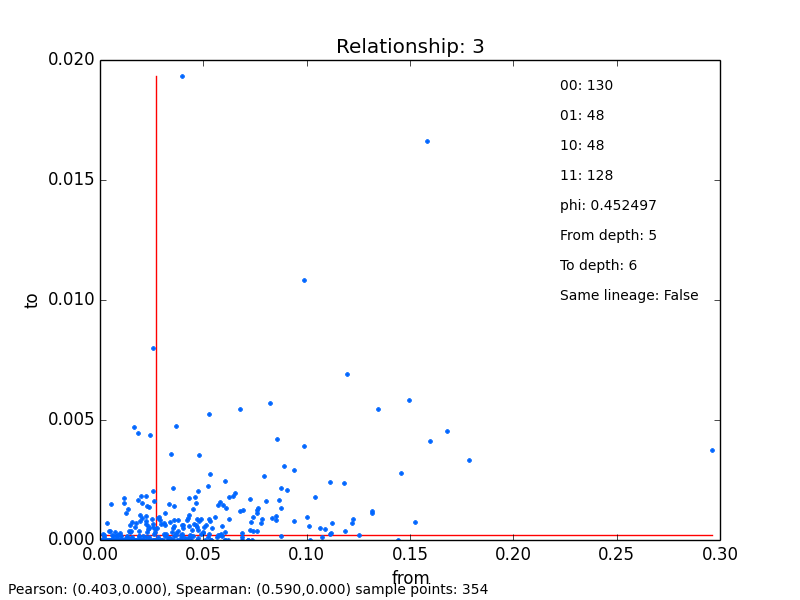 Relationship: 3
0.020
0.015
0.010
0.005
0.000
to
00: 130
01: 48
10: 48
11: 128
phi: 0.452497
From depth: 5
To depth: 6
Same lineage: False
0.00 0.05 0.10 0.15 0.20 0.25 0.30
from
Pearson: (0.403,0.000), Spearman: (0.590,0.000) sample points: 354